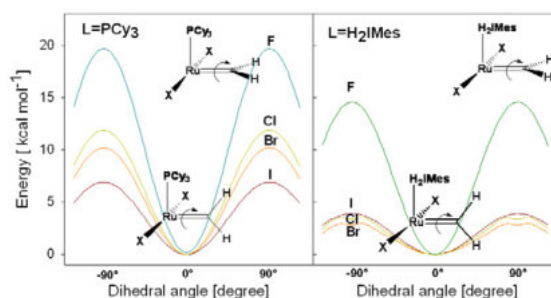 L=PCy3
PCy3
X
Ru
X
H
H
F
Cl
Br
I
PCy3
X
Ru
X
H
H
Energy [ kcal mol-1]
20
15
10
5
0
-90°
0°
90°
Dihedral angle [degree]
L=H2IMes
H2IMes
X
Ru
X
H
H
F
I
Cl
Br
H2IMes
X
Ru
X
H
H
-90°
0°
90°
Dihedral angle [degree]